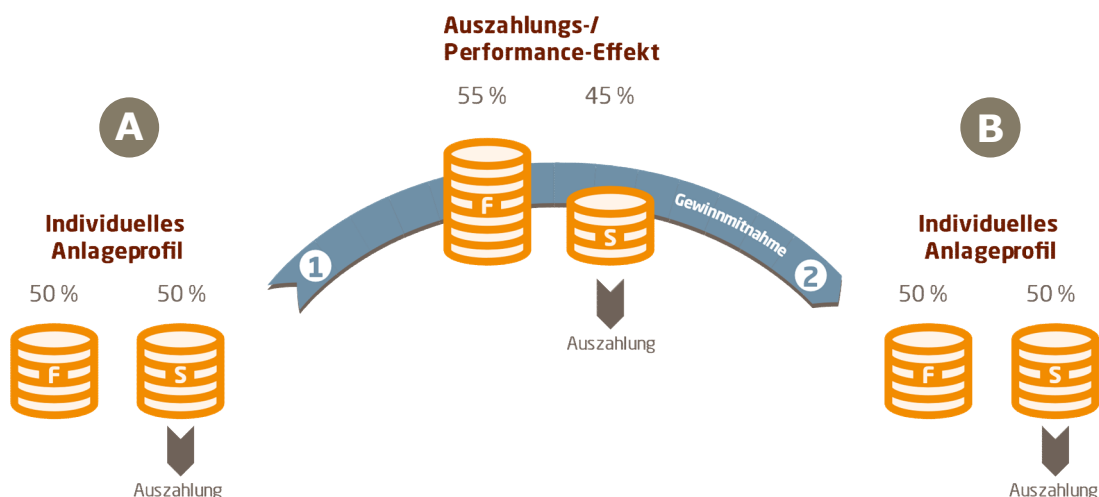 Auszahlungs-/
Performance-Effekt
55 %
45 %
A
B
F
S
Gewinnmitnahme
1
2
Auszahlung
Individuelles
Anlageprofil
50 %
50 %
F
S
Auszahlung
Individuelles
Anlageprofil
50 %
50 %
F
S
Auszahlung